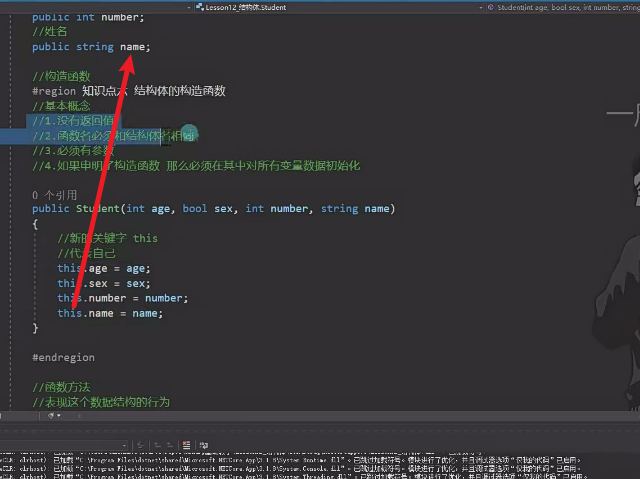 Lesson12_结构体.Student
Student(int age, bool sex, int number, string
public int number;
//姓名
public string name;
//构造函数
#region 知识点六 结构体的构造函数
//基本概念
//1.没有返回值
//2.函数名必须和结构体名相同
//3.必须有参数
//4.如果申明了构造函数 那么必须在其中对所有变量数据初始化
0 个引用
public Student(int age, bool sex, int number, string name)
{
//新的关键字 this
//代表自己
this.age = age;
this.sex = sex;
this.number = number;
this.name = name;
}
#endregion
//函数方法
//表现这个数据结构的行为